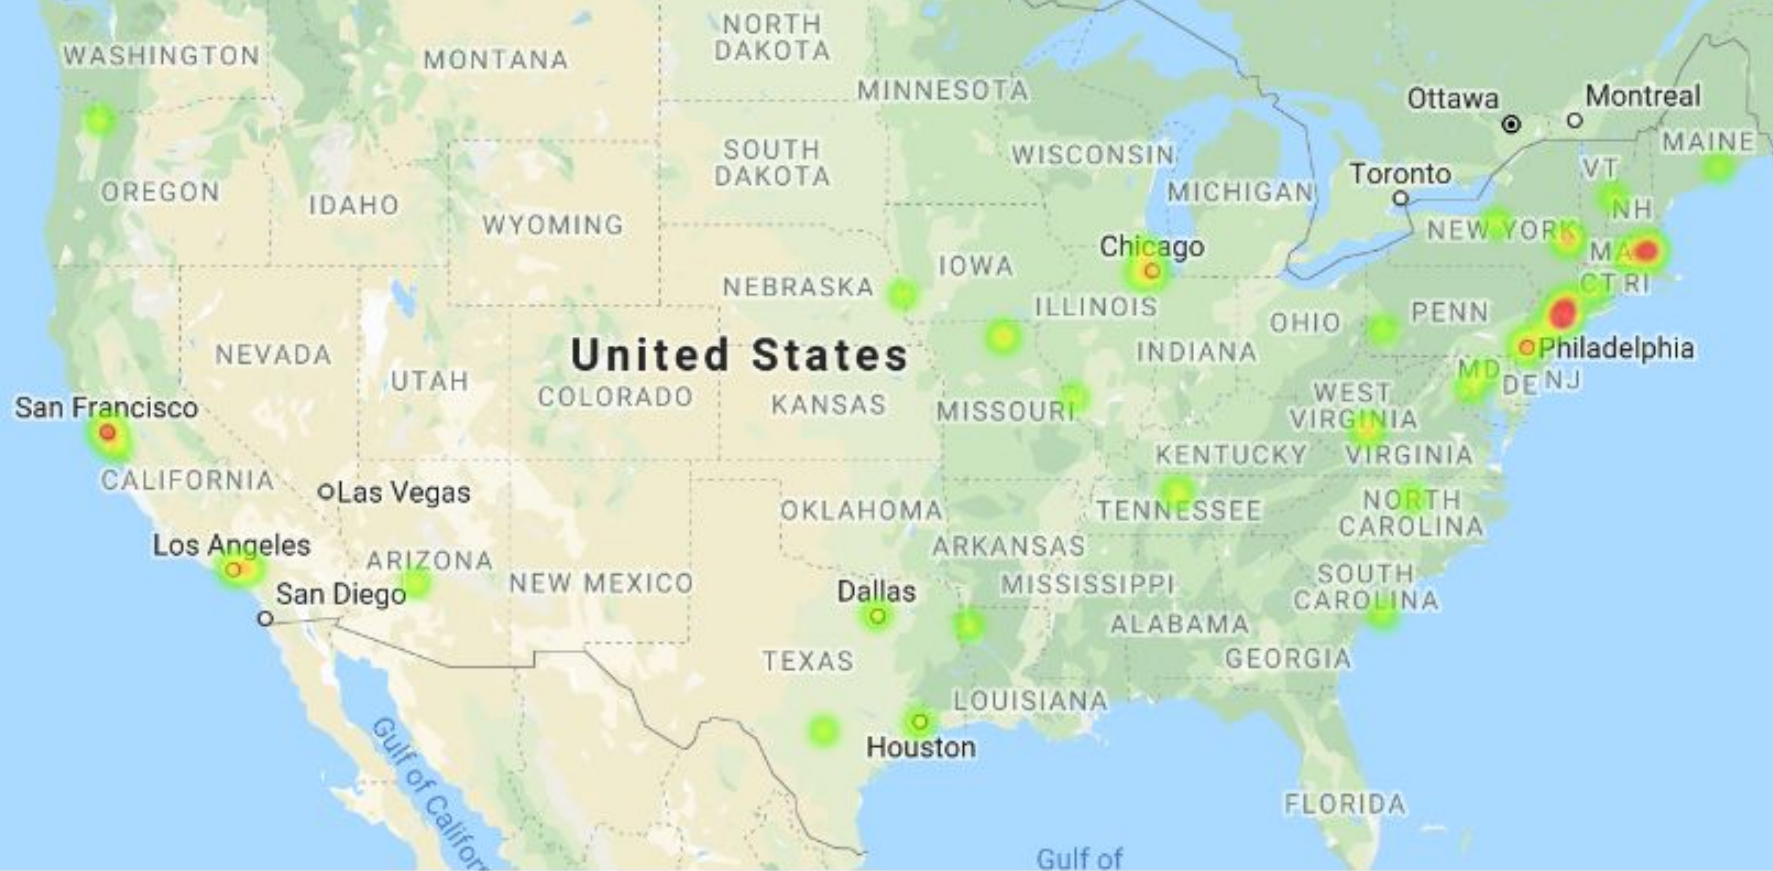 NORTH
DAKOTA
WASHINGTON
MONTANA
MINNESOTA
Ottawa
Montreal
MAINE
SOUTH
DAKOTA
WISCONSIN
VT
Toronto
OREGON
IDAHO
MICHIGAN
NH
WYOMING
NEW YORK
Chicago
MA
IOWA
CT RI
NEBRASKA
ILLINOIS
PENN
OHIO
United States
NEVADA
INDIANA
Philadelphia
MD
UTAH
DE
NJ
COLORADO
WEST
VIRGINIA
KANSAS
MISSOURI
San Francisco
KENTUCKY
VIRGINIA
CALIFORNIA
Las Vegas
OKLAHOMA
TENNESSEE
NORTH
CAROLINA
Los Angeles
ARIZONA
ARKANSAS
NEW MEXICO
MISSISSIPPI
SOUTH
CAROLINA
San Diego
Dallas
ALABAMA
TEXAS
GEORGIA
LOUISIANA
Houston
Gulf of Californ
FLORIDA
Gulf of